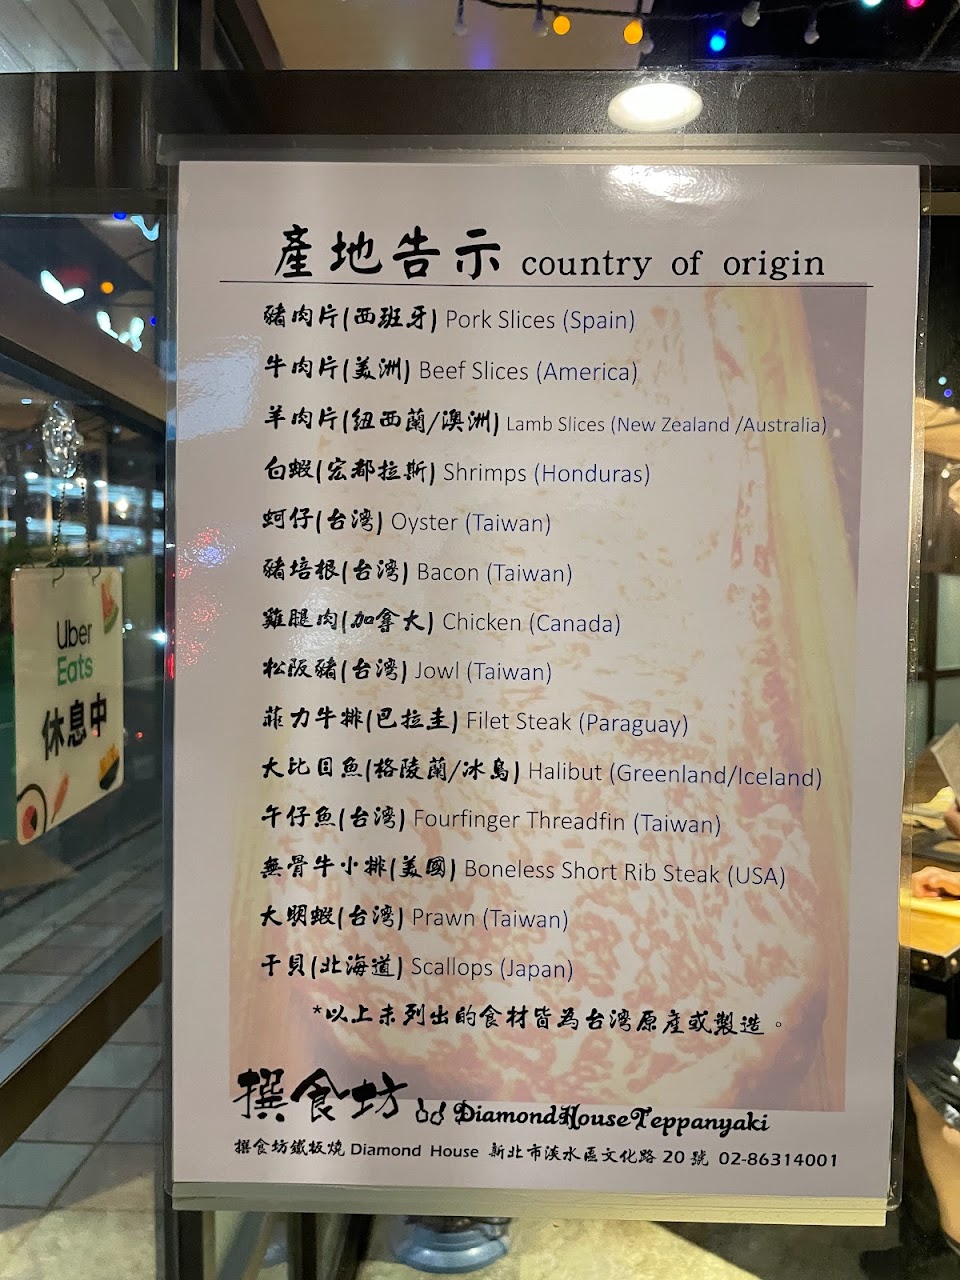 產地告示 country of origin
豬肉片(西班牙) Pork Slices (Spain)
牛肉片(美洲) Beef Slices (America)
羊肉片(紐西蘭/澳洲) Lamb Slices (New Zealand /Australia)
白蝦(宏都拉斯) Shrimps (Honduras)
蚵仔(台灣) Oyster (Taiwan)
豬培根(台灣) Bacon (Taiwan)
雞腿肉(加拿大) Chicken (Canada)
松阪豬(台灣) Jowl (Taiwan)
菲力牛排(巴拉圭) Filet Steak (Paraguay)
大比目魚(格陵蘭/冰島) Halibut (Greenland/Iceland)
午仔魚(台灣) Fourfinger Threadfin (Taiwan)
無骨牛小排(美國) Boneless Short Rib Steak (USA)
大明蝦(台灣) Prawn (Taiwan)
干貝(北海道) Scallops (Japan)
*以上未列出的食材皆為台灣原產或製造。
撰食坊 DiamondHouseTeppanyaki
撰食坊鐵板燒 Diamond House 新北市淡水區文化路 20 號 02-86314001
Uber
Eats
休息中